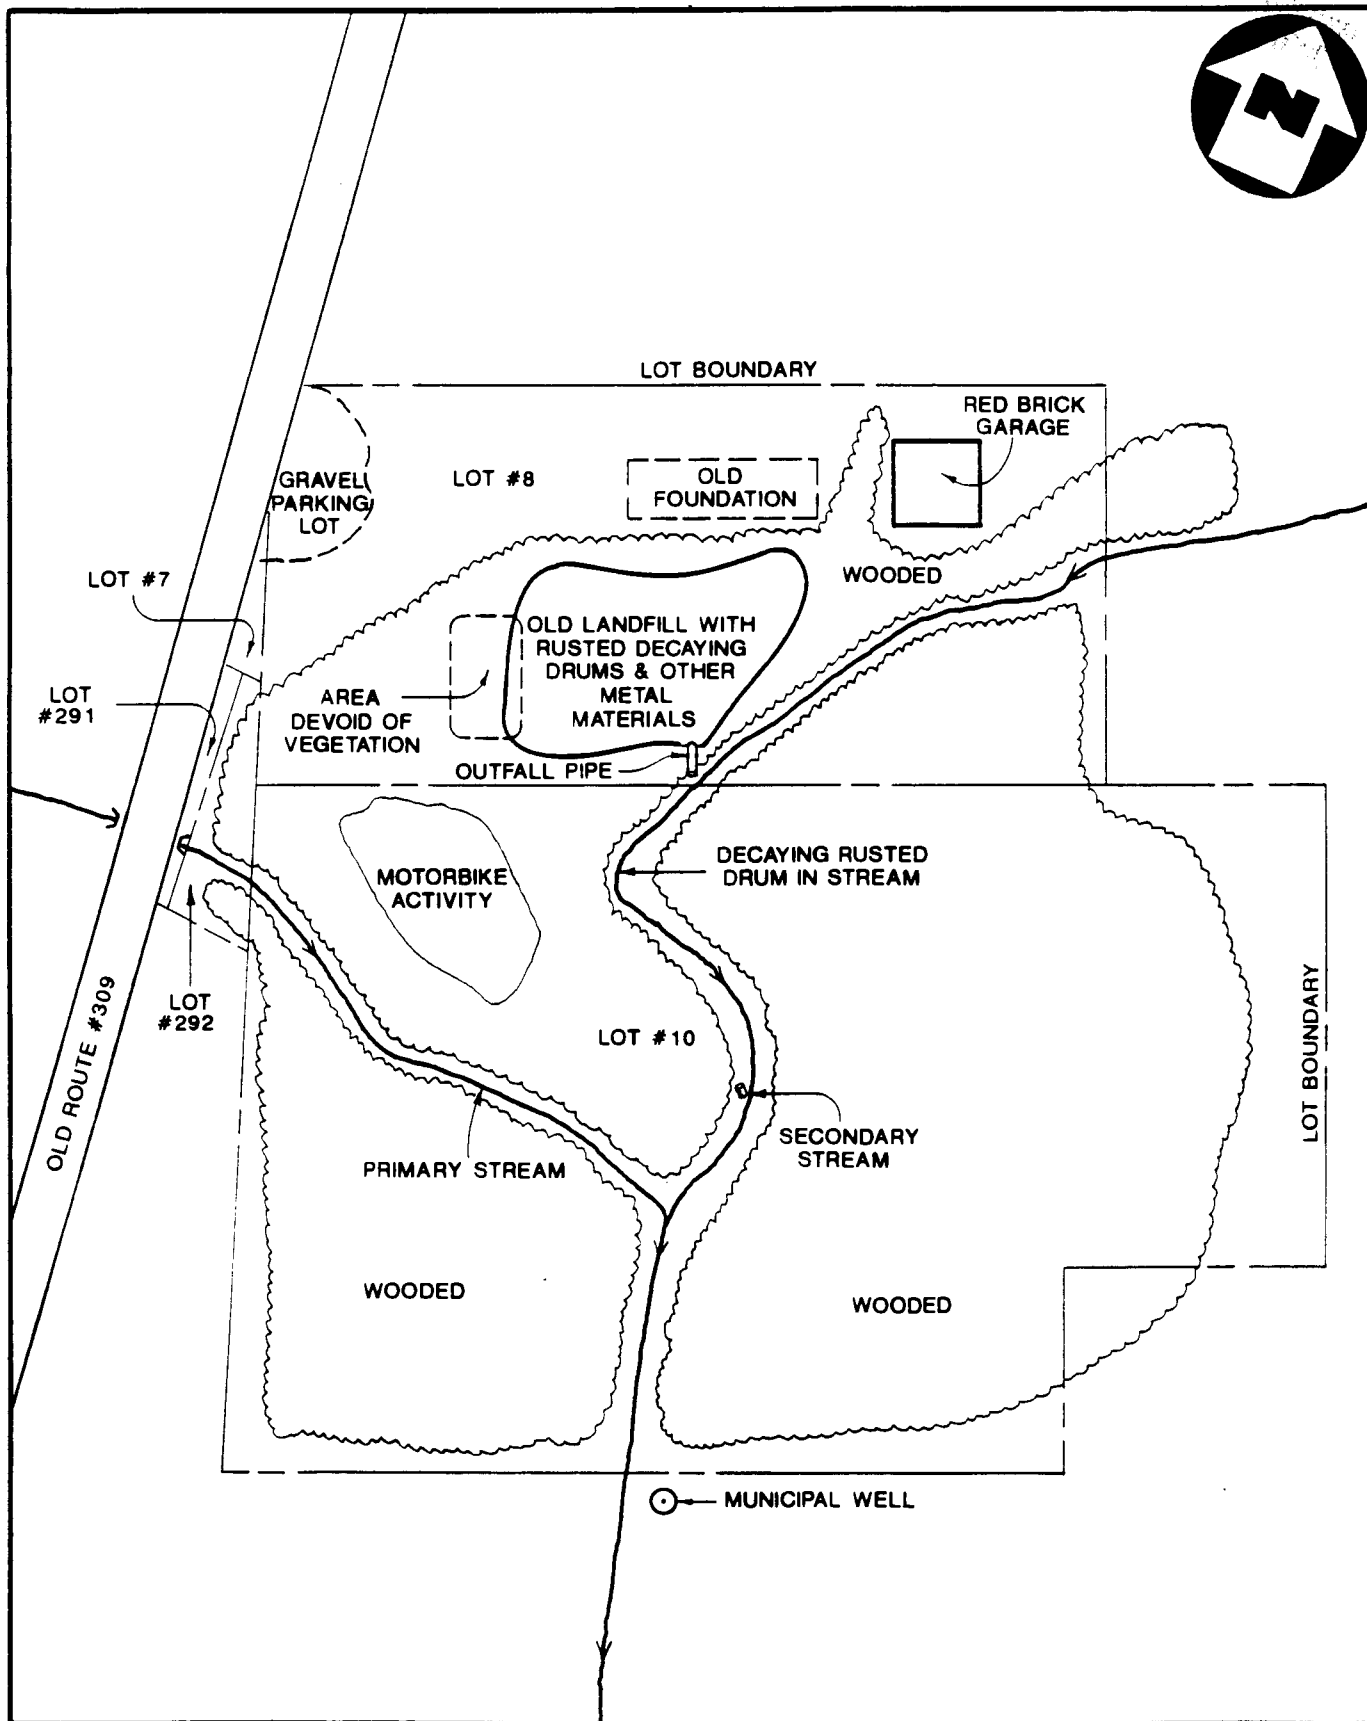 N
LOT BOUNDARY
RED BRICK
GARAGE
GRAVEL
PARKING
LOT
LOT #8
OLD
FOUNDATION
WOODED
LOT #7
OLD LANDFILL WITH
RUSTED DECAYING
DRUMS & OTHER
METAL
MATERIALS
LOT
#291
AREA
DEVOID OF
VEGETATION
OUTFALL PIPE
MOTORBIKE
ACTIVITY
DECAYING RUSTED
DRUM IN STREAM
LOT
#292
LOT #10
OLD ROUTE #309
LOT BOUNDARY
SECONDARY
STREAM
PRIMARY STREAM
WOODED
WOODED
MUNICIPAL WELL